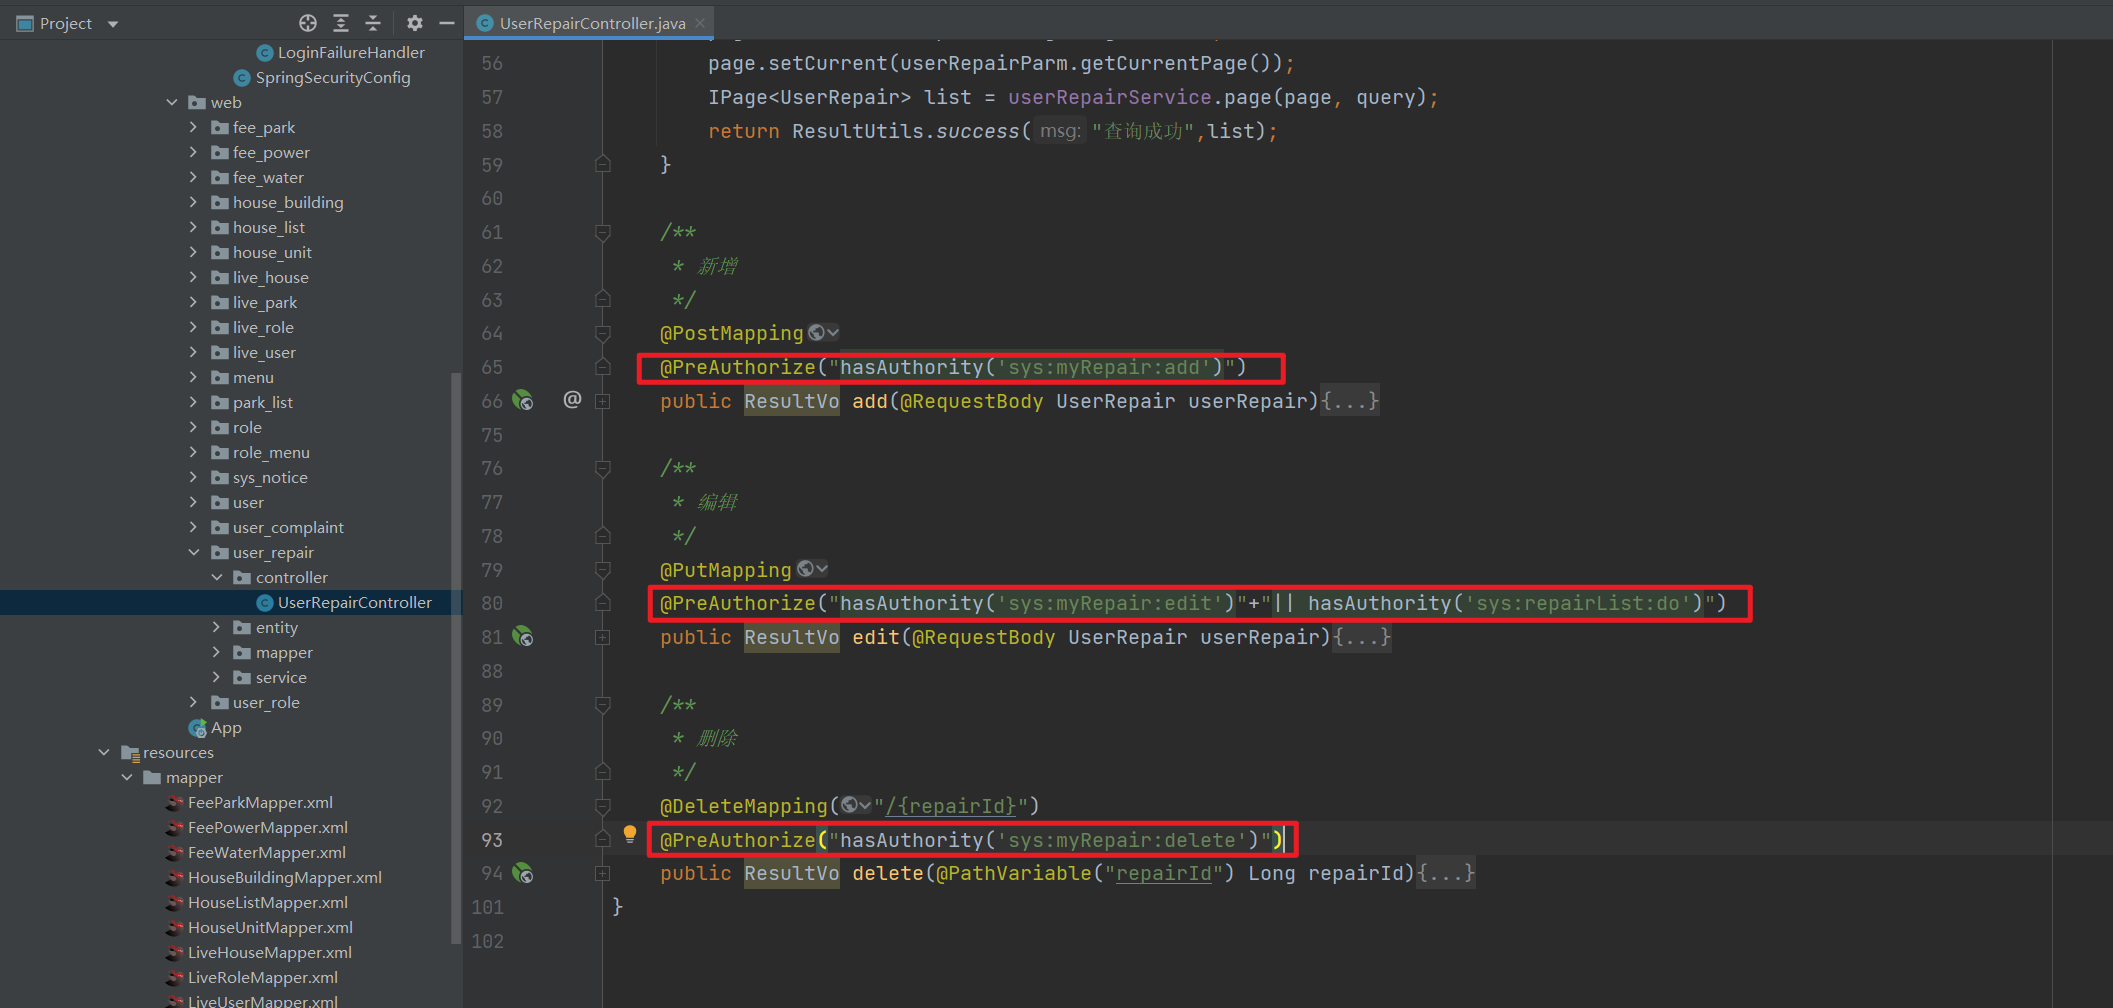 Project
UserRepairController.java
LoginFailureHandler
SpringSecurityConfig
web
fee_park
fee_power
fee_water
house_building
house_list
house_unit
live_house
live_park
live_role
live_user
menu
park_list
role
role_menu
sys_notice
user
user_complaint
user_repair
controller
UserRepairController
entity
mapper
service
user_role
App
resources
mapper
FeeParkMapper.xml
FeePowerMapper.xml
FeeWaterMapper.xml
HouseBuildingMapper.xml
HouseListMapper.xml
HouseUnitMapper.xml
LiveHouseMapper.xml
LiveRoleMapper.xml
LiveUserMapper.xml
56 page.setCurrent(userRepairParm.getCurrentPage());
57 IPage<UserRepair> list = userRepairService.page(page, query);
58 return ResultUtils.success( msg: "查询成功",list);
59 }
60
61 /**
62 * 新增
63 */
64 @PostMapping
65 @PreAuthorize("hasAuthority('sys:myRepair:add')")
66 @ public ResultVo add(@RequestBody UserRepair userRepair){...}
75
76 /**
77 * 编辑
78 */
79 @PutMapping
80 @PreAuthorize("hasAuthority('sys:myRepair:edit')"+"|| hasAuthority('sys:repairList:do')")
81 public ResultVo edit(@RequestBody UserRepair userRepair){...}
88
89 /**
90 * 删除
91 */
92 @DeleteMapping("/{repairId}")
93 @PreAuthorize("hasAuthority('sys:myRepair:delete')")
94 public ResultVo delete(@PathVariable("repairId") Long repairId){...}
101 }
102